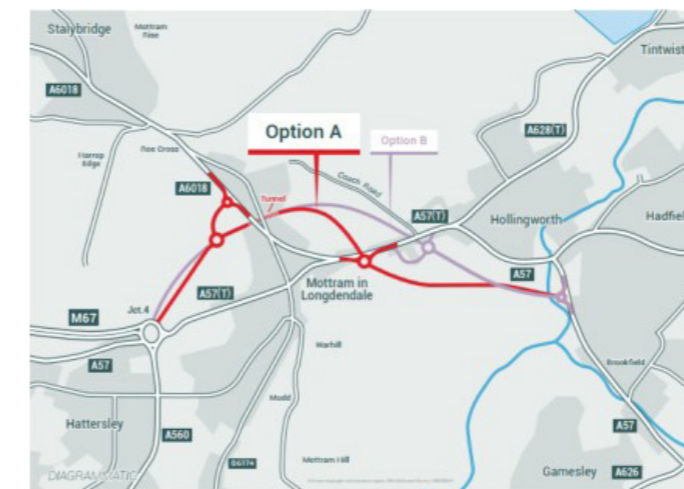 Stalybridge
Mottram
Rise
Tintwist
A6018
A628(T)
Option A
Option B
Roe Cross
Harrop
Edge
A6018
Coach Road
Tunnel
A57(T)
Hollingworth
Hadfiel
A57
Mottram in
Longdendale
A57(T)
Jct.4
M67
Warhill
A57
Brookfield
Mudd
Hattersley
A57
A560
B6174
Mottram Hill
Gamesley
A626
DIAGRAMMATIC